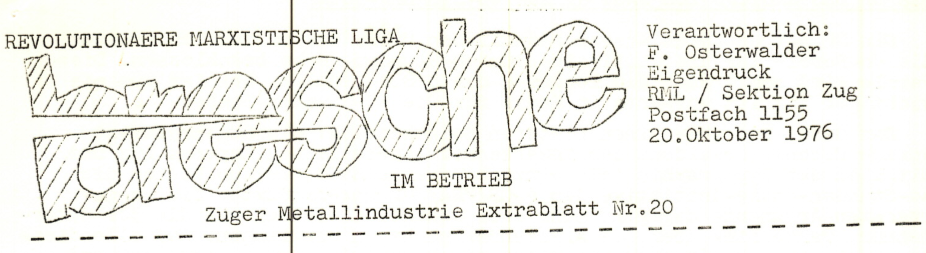 REVOLUTIONAERE MARXISTISCHE LIGA
bresche
IM BETRIEB
Zuger Metallindustrie Extrablatt Nr.20
Verantwortlich:
F. Osterwalder
Eigendruck
RML / Sektion Zug
Postfach 1155
20.Oktober 1976